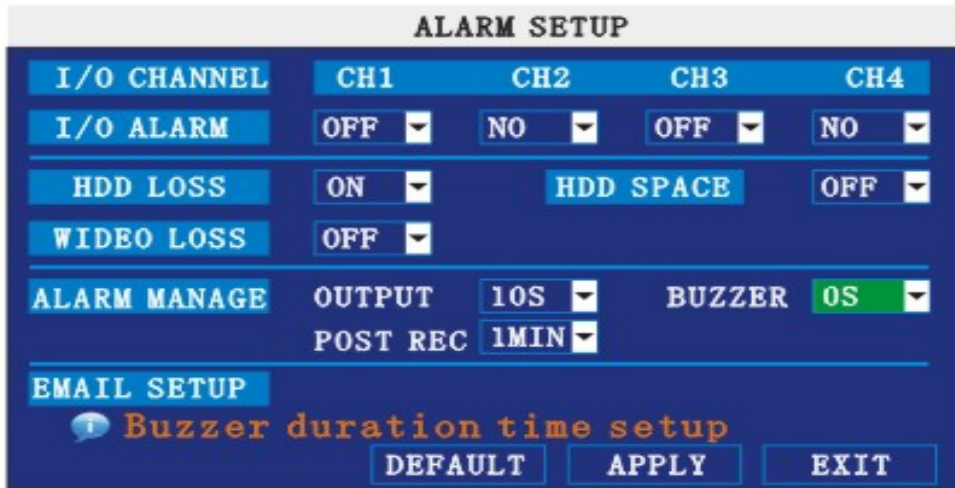 ALARM SETUP
I/O CHANNEL CH1 CH2 CH3 CH4
I/O ALARM OFF NO OFF NO
HDD LOSS ON HDD SPACE OFF
WIDEO LOSS OFF
ALARM MANAGE OUTPUT 10S BUZZER 0S
POST REC 1MIN
EMAIL SETUP
Buzzer duration time setup
DEFAULT APPLY EXIT